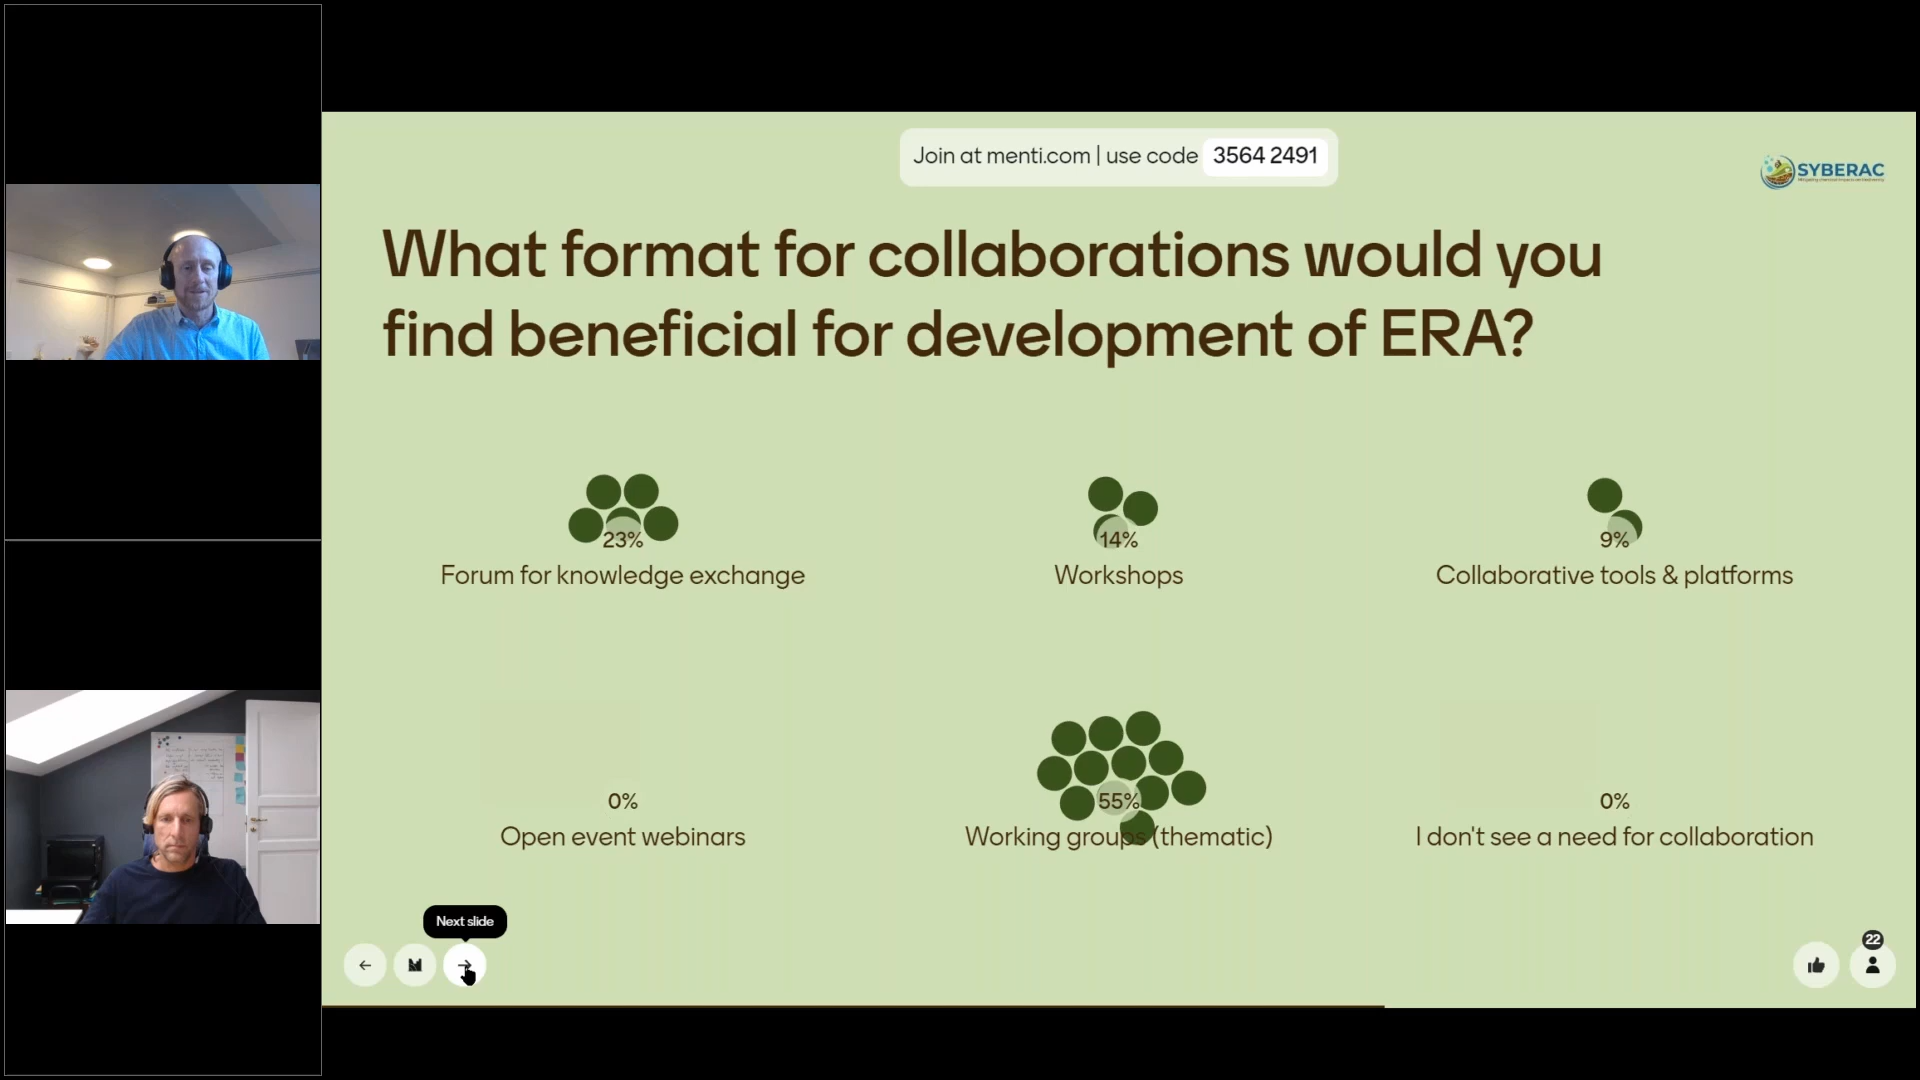 Join at menti.com | use code 3564 2491
SYBERAC
What format for collaborations would you
find beneficial for development of ERA?
23%
Forum for knowledge exchange
14%
Workshops
9%
Collaborative tools & platforms
0%
Open event webinars
55%
Working groups (thematic)
0%
I don't see a need for collaboration
Next slide
22